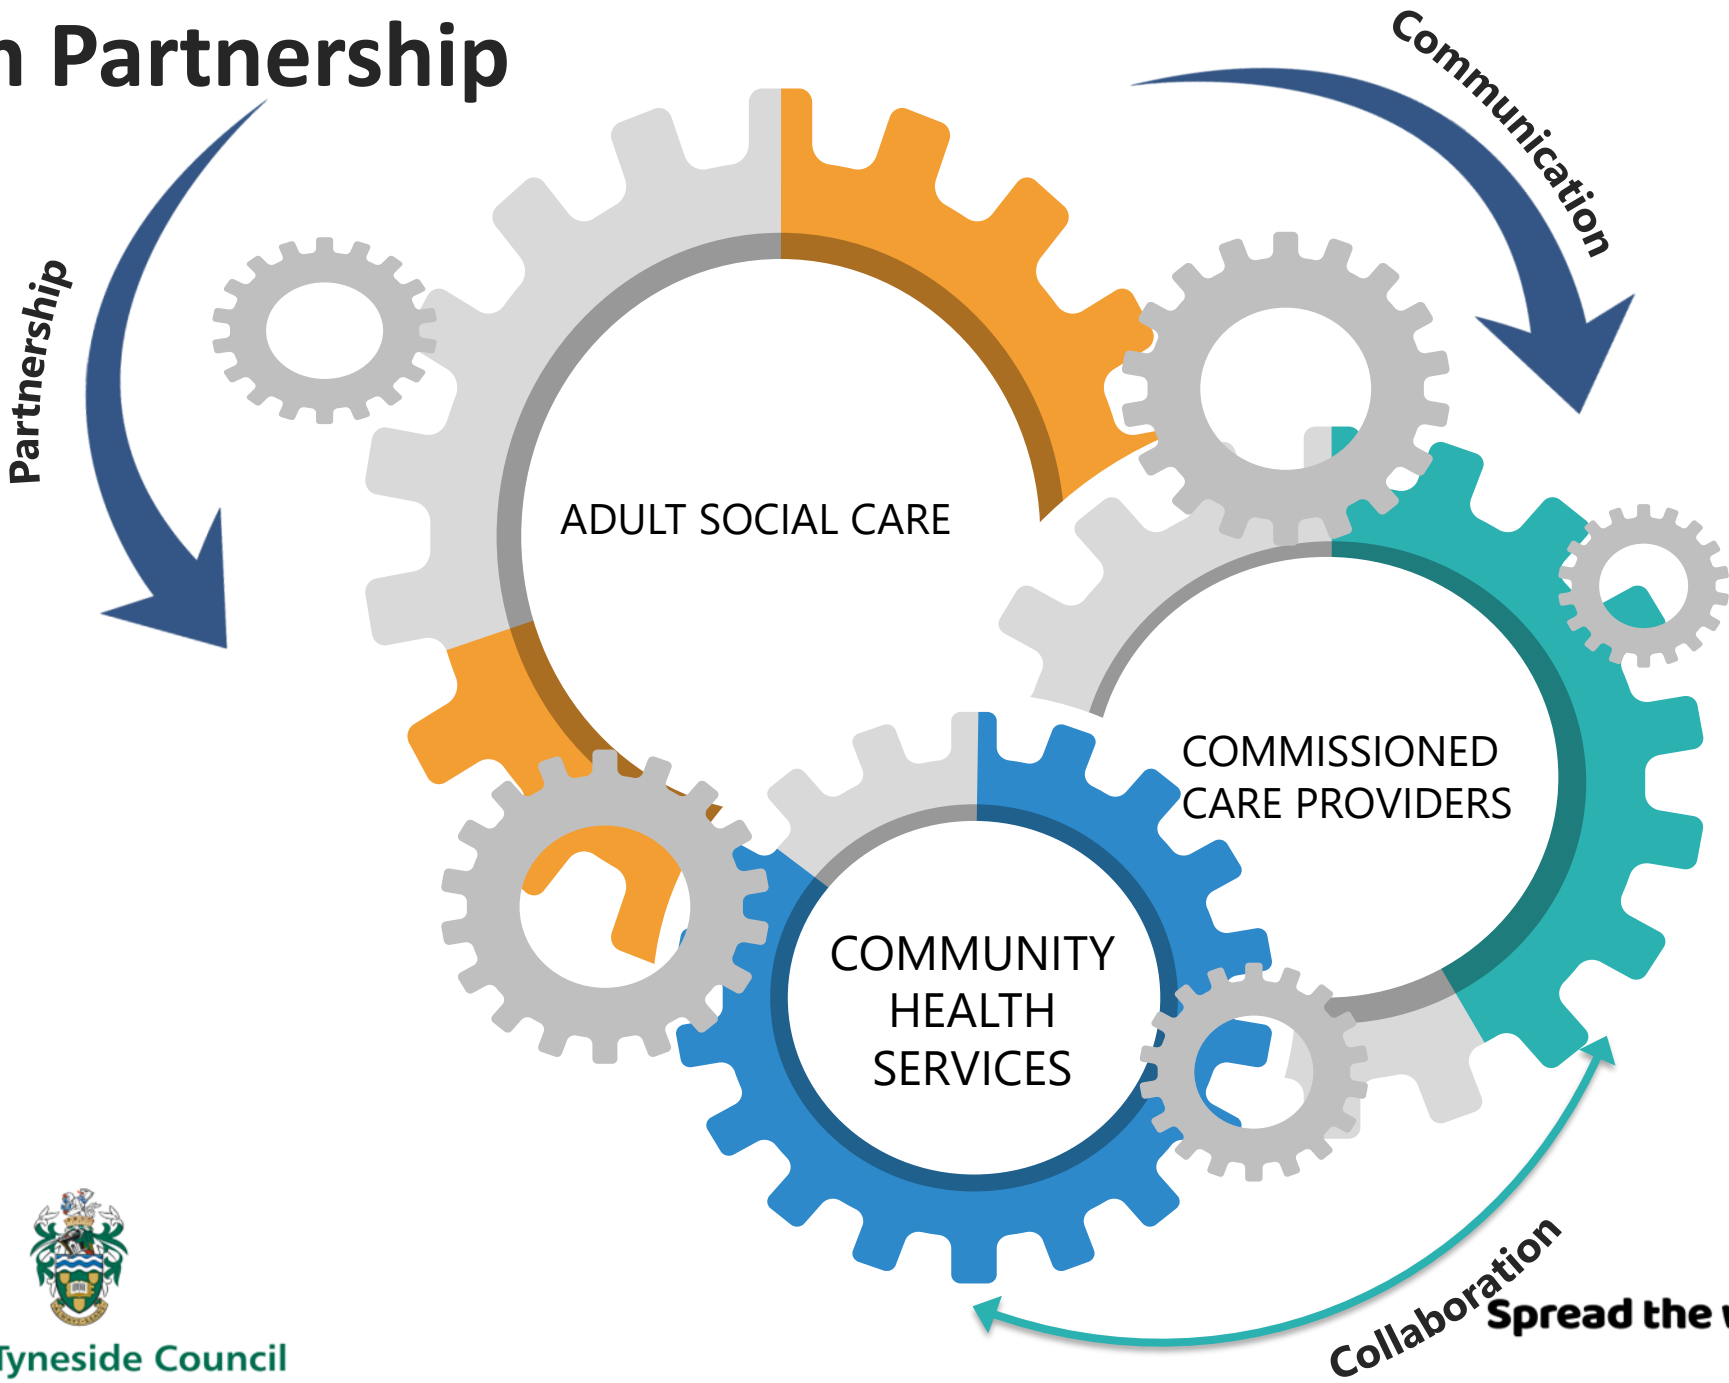 n Partnership
Communication
Partnership
ADULT SOCIAL CARE
COMMISSIONED
CARE PROVIDERS
COMMUNITY
HEALTH
SERVICES
Collaboration
Spread the
Tyneside Council